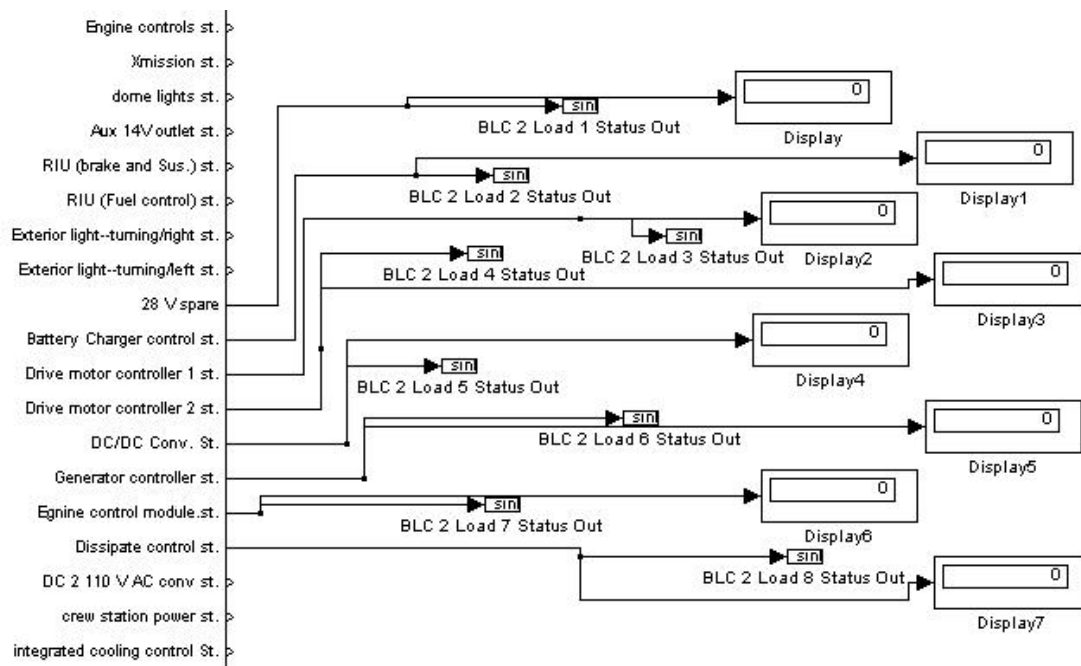 Engine controls st.
Xmission st.
dome lights st.
Aux 14V outlet st.
RIU (brake and Sus.) st.
RIU (Fuel control) st.
Exterior light--turning/right st.
Exterior light--turning/left st.
28 V spare
Battery Charger control st.
Drive motor controller 1 st.
Drive motor controller 2 st.
DC/DC Conv. St.
Generator controller st.
Egnine control module.st.
Dissipate control st.
DC 2 110 V AC conv st.
crew station power st.
integrated cooling control St.
sin
BLC 2 Load 1 Status Out
0
Display
sin
BLC 2 Load 2 Status Out
0
Display1
sin
BLC 2 Load 3 Status Out
0
Display2
sin
BLC 2 Load 4 Status Out
0
Display3
sin
BLC 2 Load 5 Status Out
0
Display4
sin
BLC 2 Load 6 Status Out
0
Display5
sin
BLC 2 Load 7 Status Out
0
Display6
sin
BLC 2 Load 8 Status Out
0
Display7